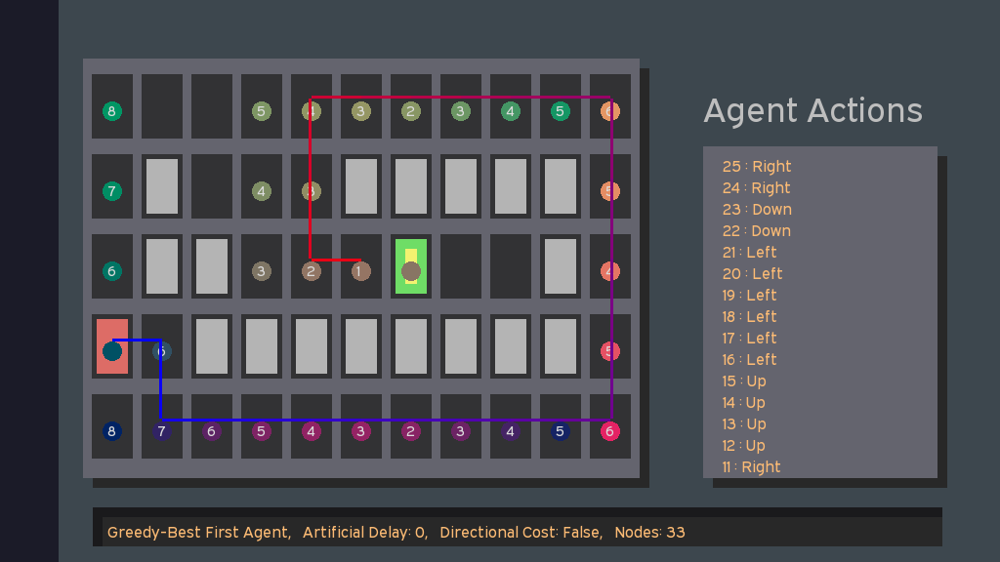 8 5 4 3 2 3 4 5 6
Agent Actions
25 : Right
24 : Right
23 : Down
22 : Down
21 : Left
20 : Left
19 : Left
18 : Left
17 : Left
16 : Left
15 : Up
14 : Up
13 : Up
12 : Up
11 : Right
7 4 3 5
6 3 2 1 4
6 5
8 7 6 5 4 3 2 3 4 5 6
Greedy-Best First Agent, Artificial Delay: 0, Directional Cost: False, Nodes: 33